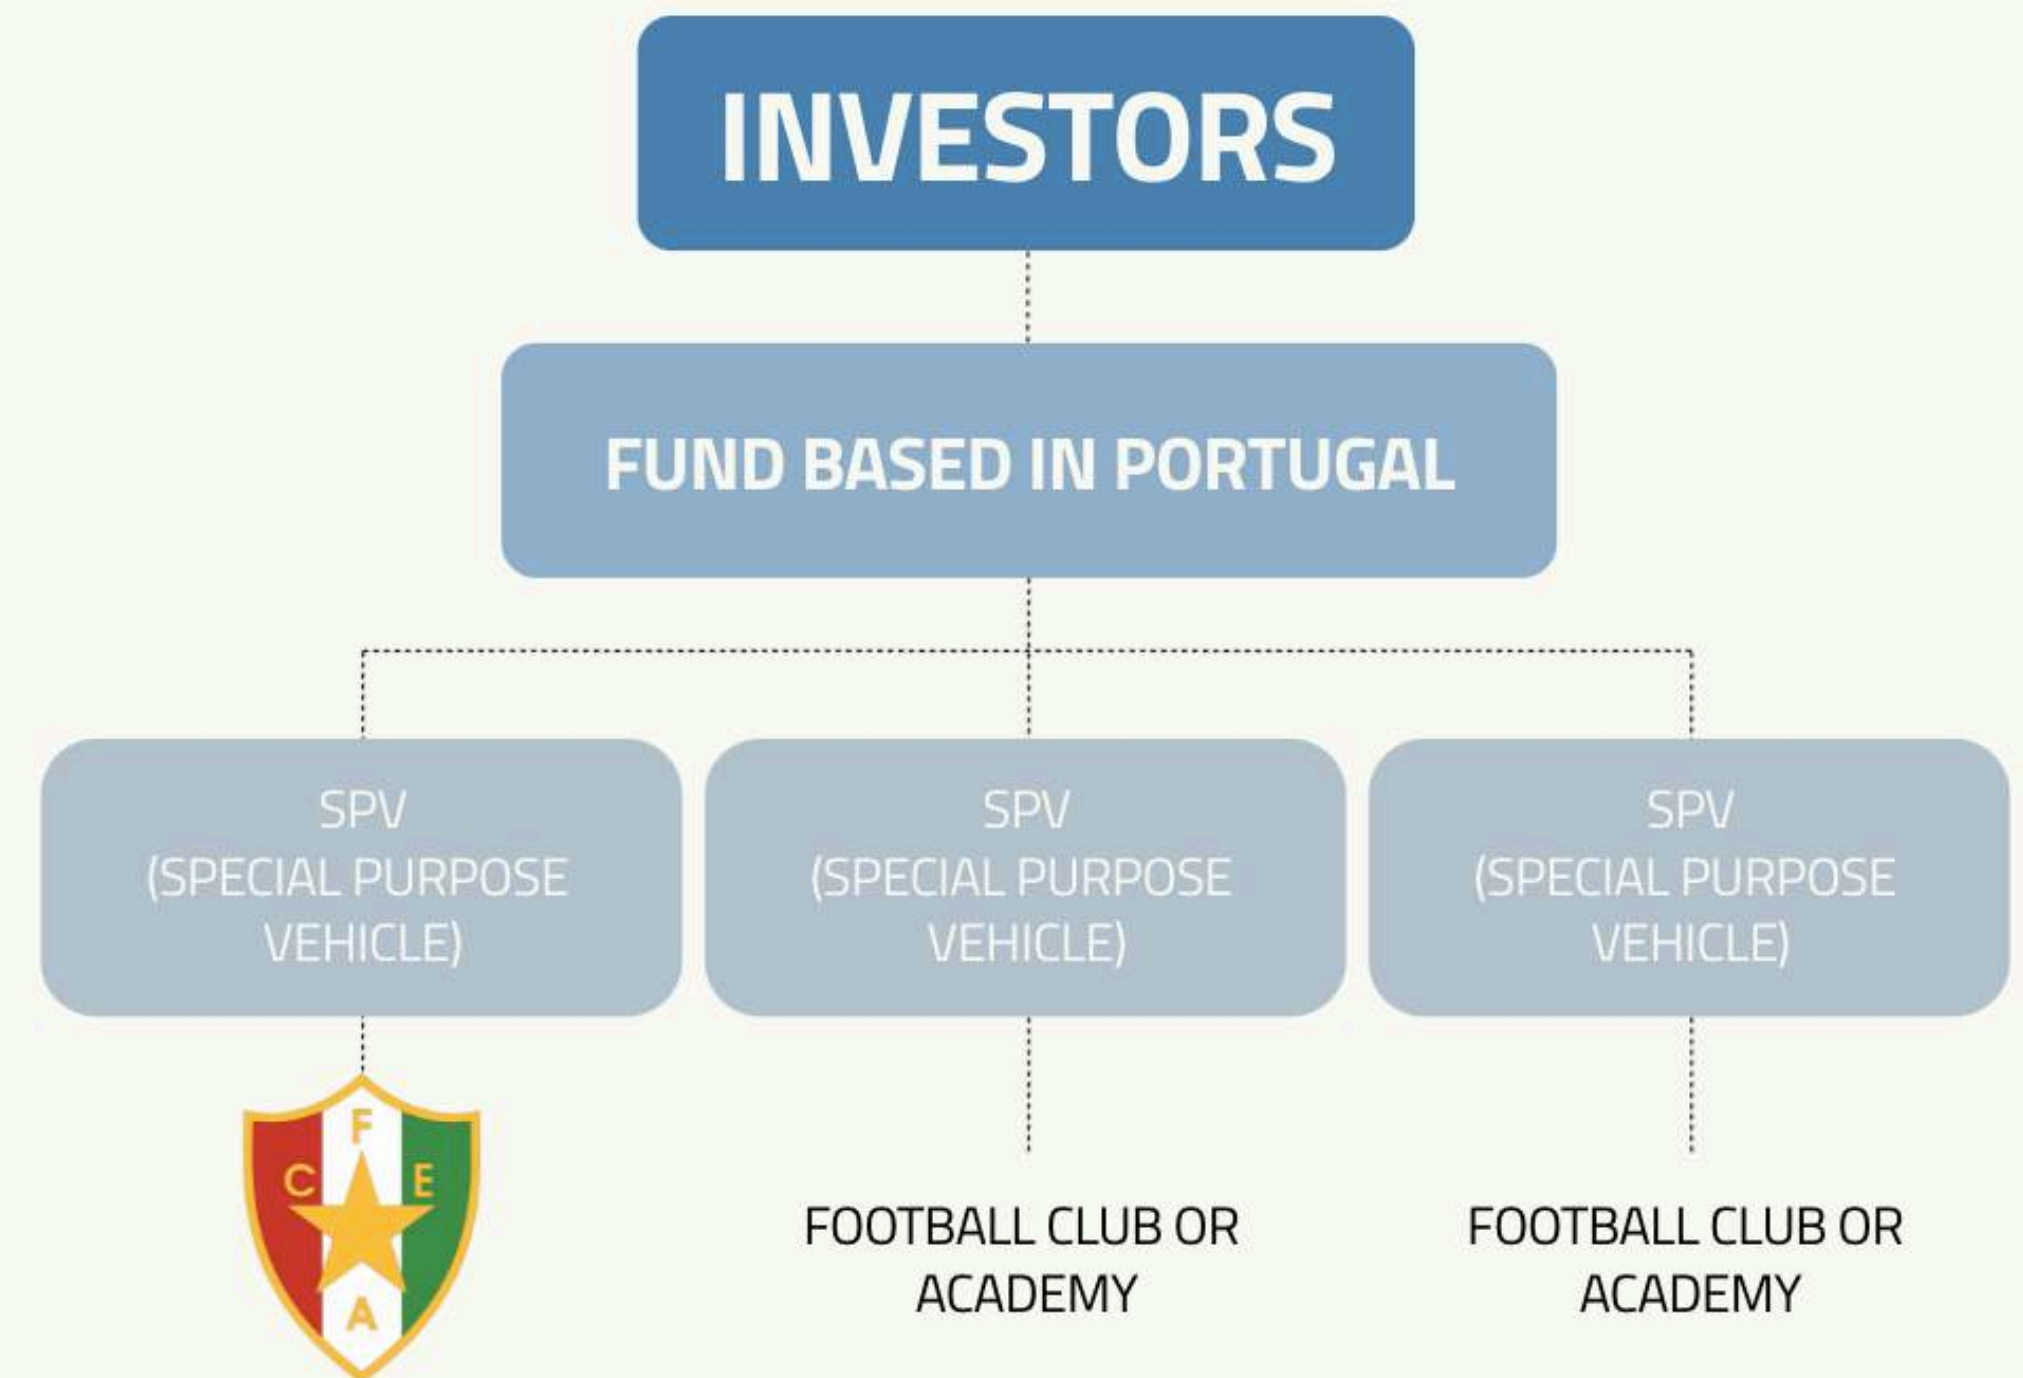 INVESTORS
FUND BASED IN PORTUGAL
SPV
(SPECIAL PURPOSE
VEHICLE)
SPV
(SPECIAL PURPOSE
VEHICLE)
SPV
(SPECIAL PURPOSE
VEHICLE)
F
C E
A
FOOTBALL CLUB OR
ACADEMY
FOOTBALL CLUB OR
ACADEMY